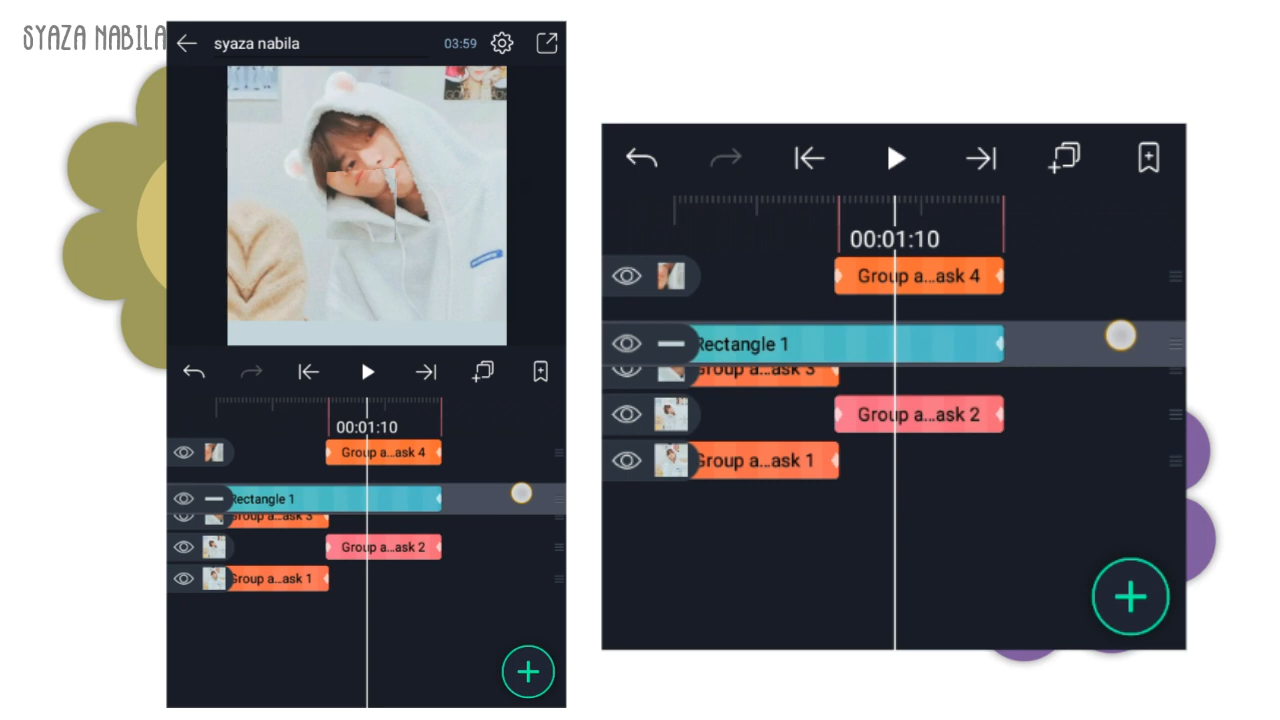 SYAZA NABILA
syaza nabila
03:59
00:01:10
Group a...ask 4
Rectangle 1
Group a...ask 3
Group a...ask 2
Group a...ask 1
00:01:10
Group a...ask 4
Rectangle 1
Group a...ask 3
Group a...ask 2
Group a...ask 1